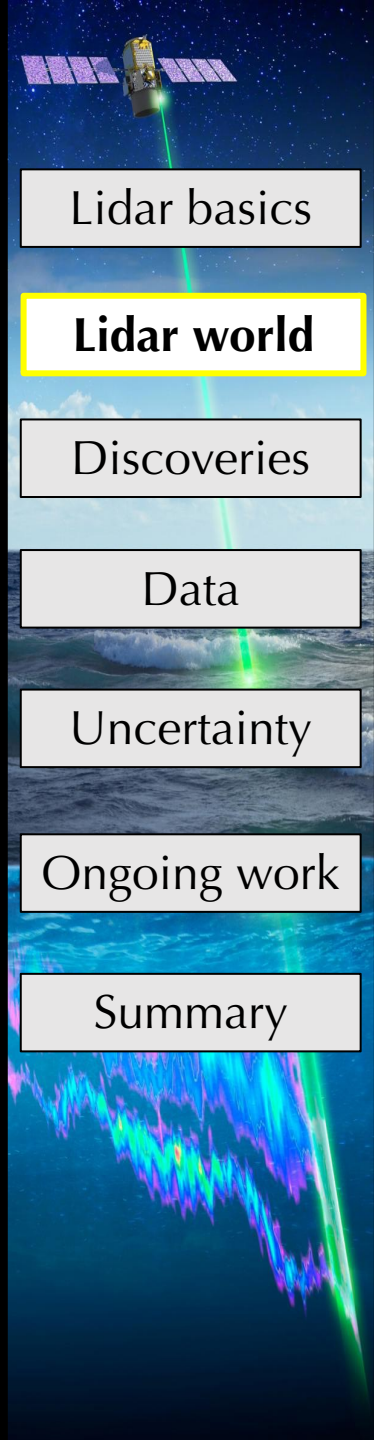 Lidar basics
Lidar world
Discoveries
Data
Uncertainty
Ongoing work
Summary